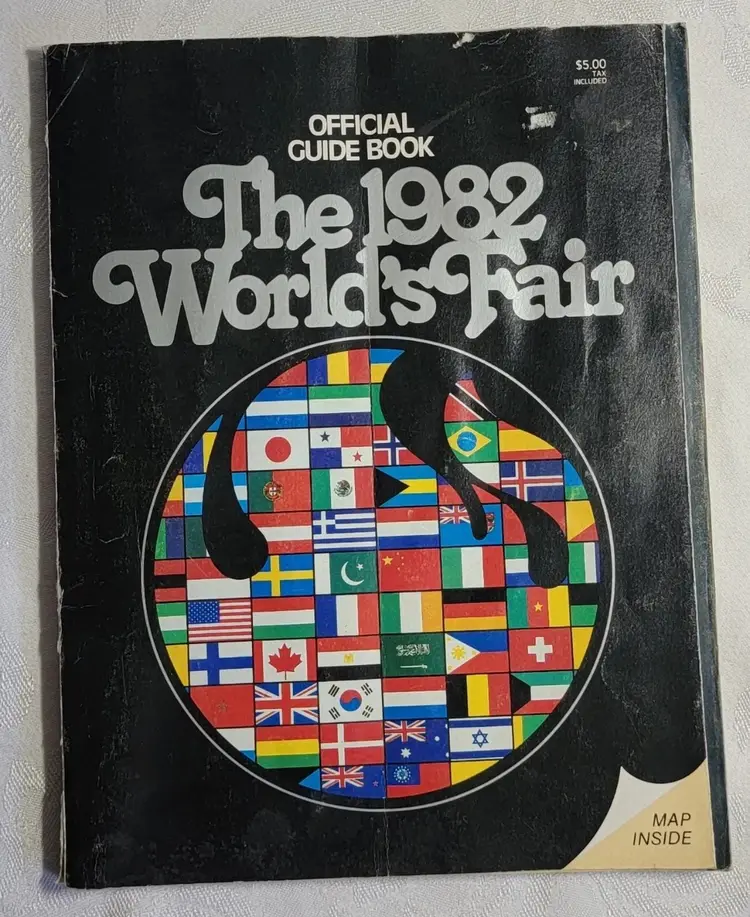 $5.00
TAX
INCLUDED
OFFICIAL
GUIDE BOOK
The 1982
World's Fair
MAP
INSIDE